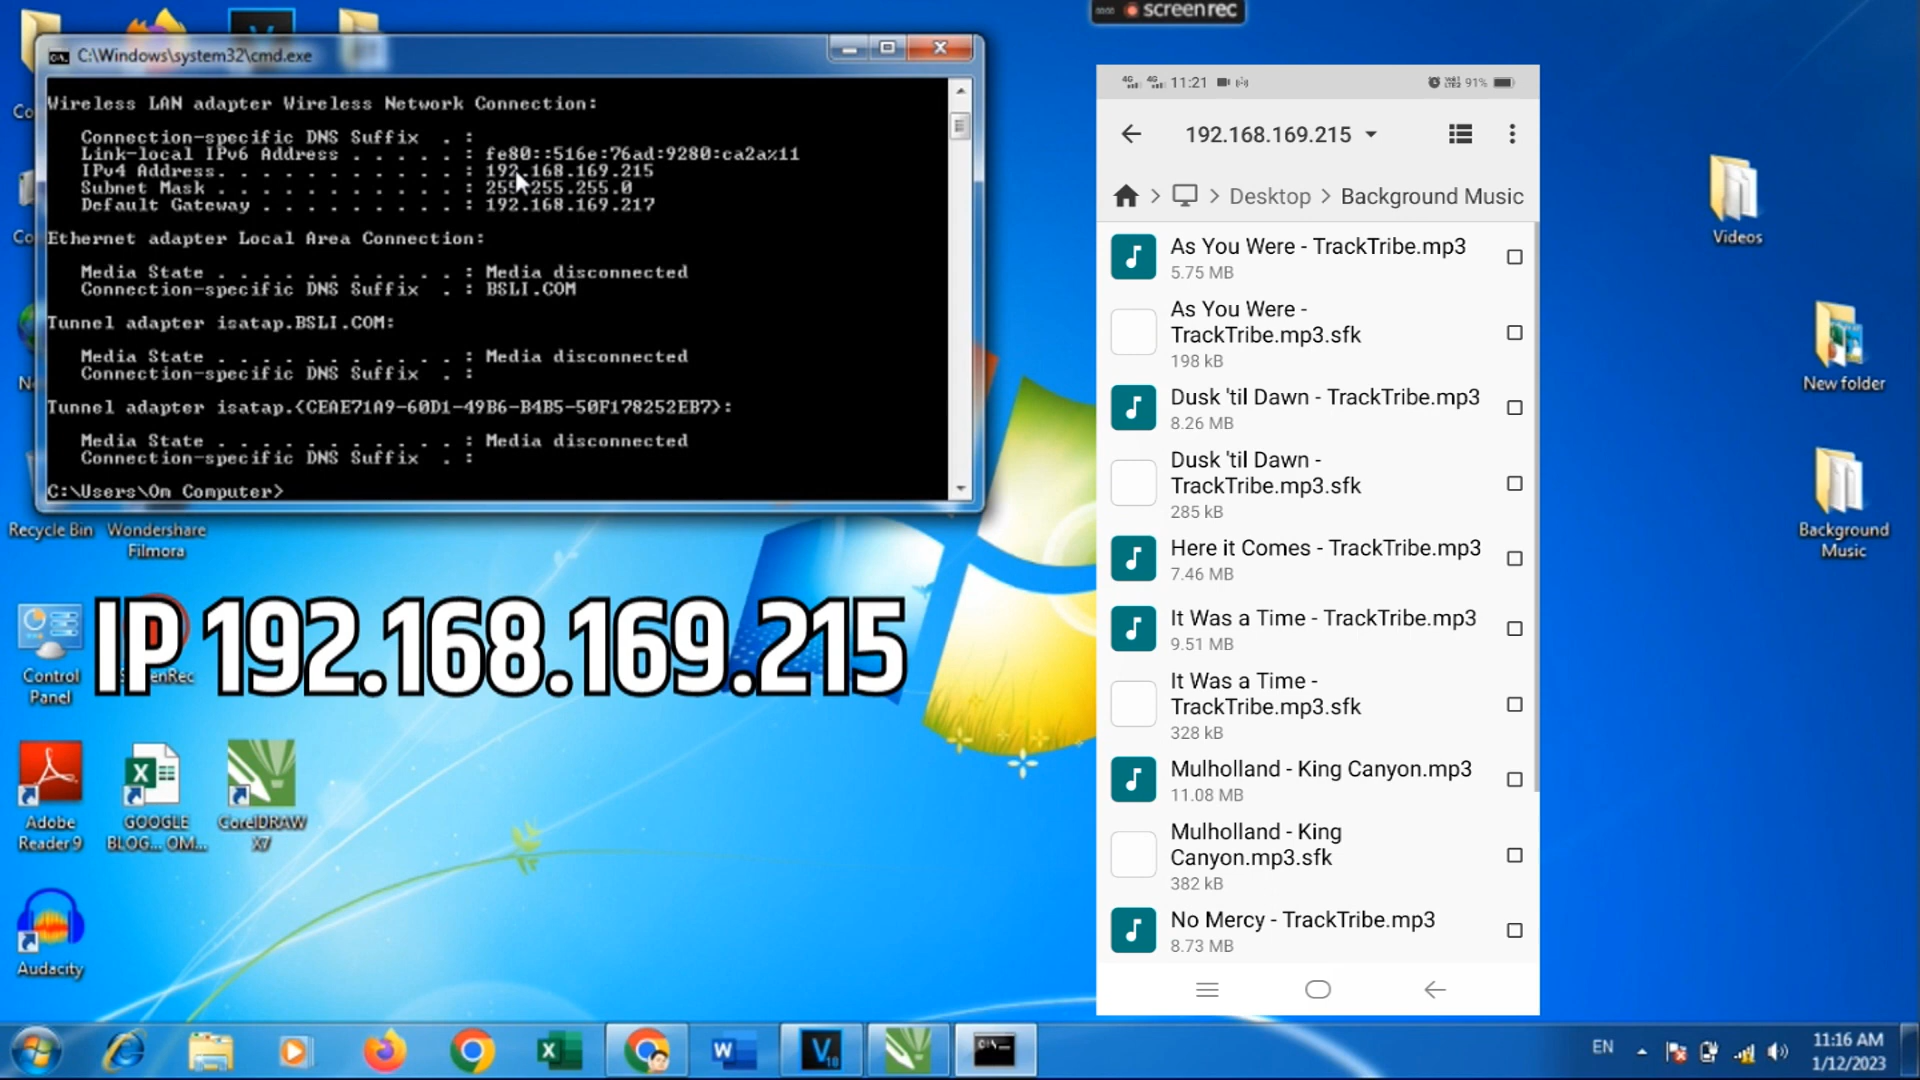 screenrec
C:\Windows\system32\cmd.exe
Wireless LAN adapter Wireless Network Connection:
Connection-specific DNS Suffix . :
Link-local IPv6 Address . . . . . : fe80::516e:76ad:9280:ca2a%11
IPv4 Address. . . . . . . . . . . : 192.168.169.215
Subnet Mask . . . . . . . . . . . : 255.255.255.0
Default Gateway . . . . . . . . . : 192.168.169.217
Ethernet adapter Local Area Connection:
Media State . . . . . . . . . . . : Media disconnected
Connection-specific DNS Suffix . : BSLI.COM
Tunnel adapter isatap.BSLI.COM:
Media State . . . . . . . . . . . : Media disconnected
Connection-specific DNS Suffix . :
Tunnel adapter isatap.{CEAE71A9-60D1-49B6-B4B5-50F178252EB7}:
Media State . . . . . . . . . . . : Media disconnected
Connection-specific DNS Suffix . :
C:\Users\Om Computer>
Recycle Bin
Wondershare
Filmora
IP 192.168.169.215
Control
Panel
Adobe
Reader 9
GOOGLE
BLOG... OM...
CorelDRAW
X7
Audacity
4G 4G 11:21
91%
192.168.169.215
Desktop > Background Music
As You Were - TrackTribe.mp3
5.75 MB
As You Were -
TrackTribe.mp3.sfk
198 kB
Dusk 'til Dawn - TrackTribe.mp3
8.26 MB
Dusk 'til Dawn -
TrackTribe.mp3.sfk
285 kB
Here it Comes - TrackTribe.mp3
7.46 MB
It Was a Time - TrackTribe.mp3
9.51 MB
It Was a Time -
TrackTribe.mp3.sfk
328 kB
Mulholland - King Canyon.mp3
11.08 MB
Mulholland - King
Canyon.mp3.sfk
382 kB
No Mercy - TrackTribe.mp3
8.73 MB
Videos
New folder
Background
Music
EN
11:16 AM
1/12/2023